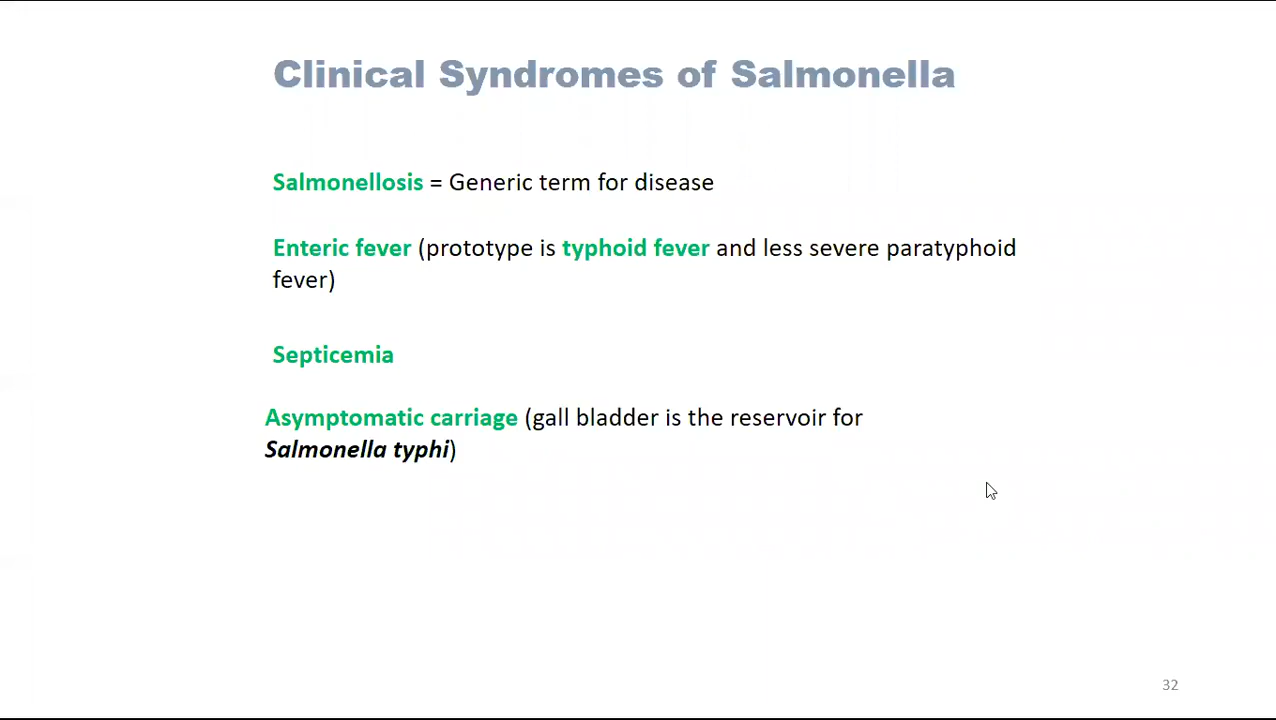 Clinical Syndromes of Salmonella
Salmonellosis = Generic term for disease
Enteric fever (prototype is typhoid fever and less severe paratyphoid
fever)
Septicemia
Asymptomatic carriage (gall bladder is the reservoir for
Salmonella typhi)
32